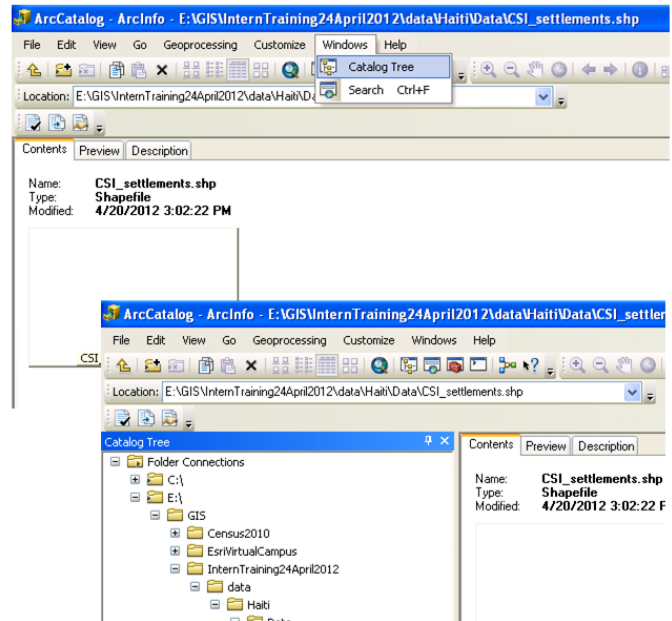 ArcCatalog - ArcInfo - E:\GIS\InternTraining24April2012\data\Haiti\Data\CSI_settlements.shp
File Edit View Go Geoprocessing Customize Windows Help
Catalog Tree
Location: E:\GIS\InternTraining24April2012\data\Haiti\Da
Search Ctrl+F
Contents Preview Description
Name: CSI_settlements.shp
Type: Shapefile
Modified: 4/20/2012 3:02:22 PM
CSI
ArcCatalog - ArcInfo - E:\GIS\InternTraining24April2012\data\Haiti\Data\CSI_settler
File Edit View Go Geoprocessing Customize Windows Help
Location: E:\GIS\InternTraining24April2012\data\Haiti\Data\CSI_settlements.shp
Catalog Tree
Folder Connections
C:\
E:\
GIS
Census2010
EsriVirtualCampus
InternTraining24April2012
data
Haiti
Data
Contents Preview Description
Name: CSI_settlements.shp
Type: Shapefile
Modified: 4/20/2012 3:02:22 P